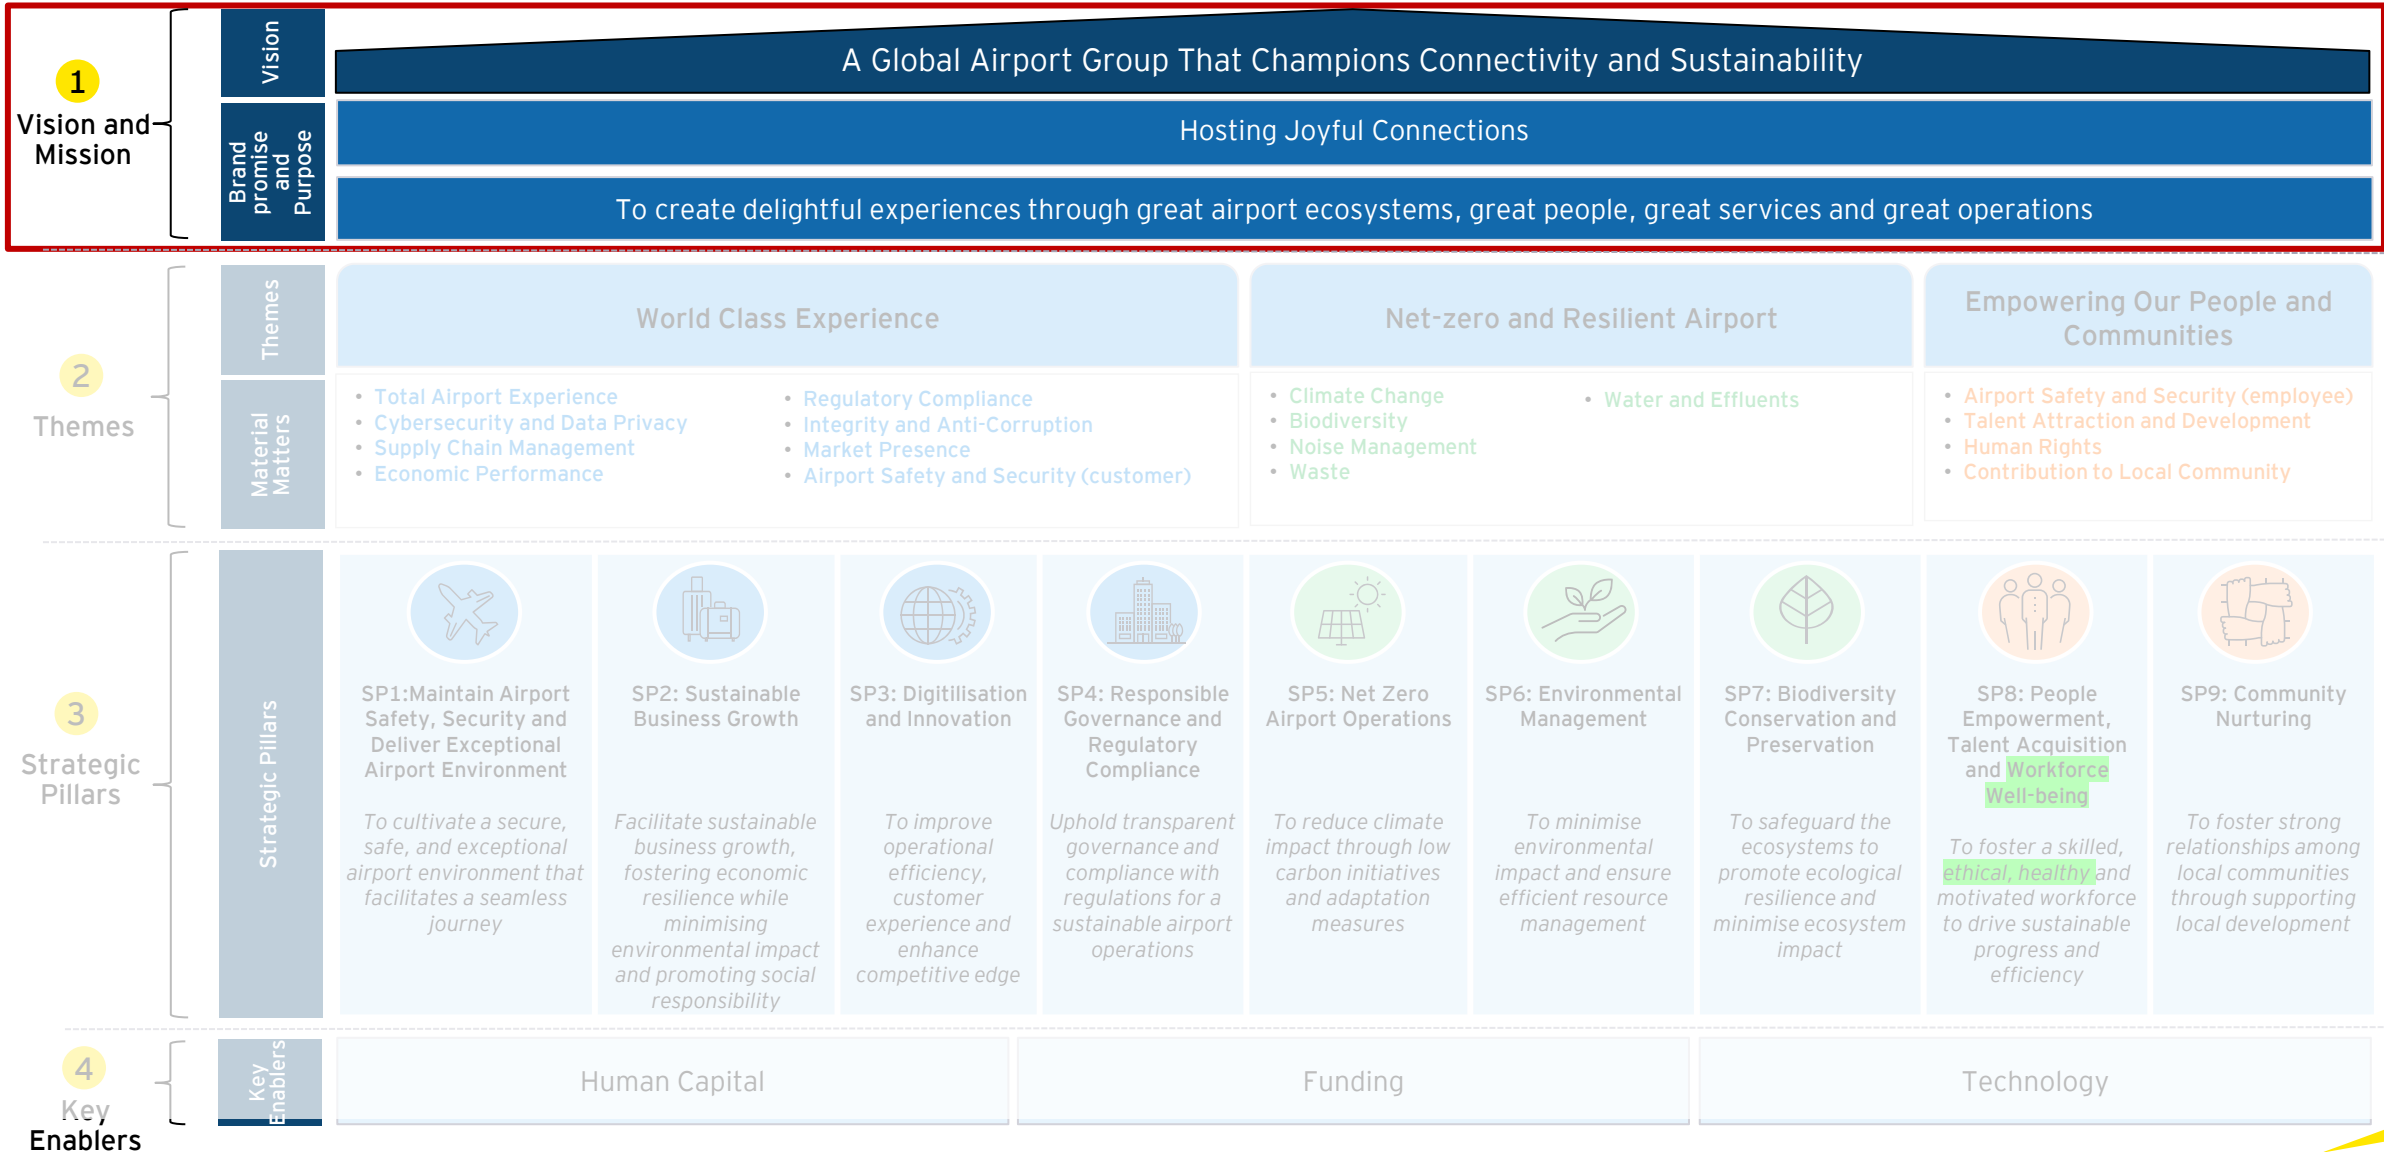 1
Vision and
Mission
Vision
A Global Airport Group That Champions Connectivity and Sustainability
Brand
promise
and
Purpose
Hosting Joyful Connections
To create delightful experiences through great airport ecosystems, great people, great services and great operations
2
Themes
Themes
World Class Experience
Net-zero and Resilient Airport
Empowering Our People and
Communities
Material
Matters
• Total Airport Experience
• Cybersecurity and Data Privacy
• Supply Chain Management
• Economic Performance
• Regulatory Compliance
• Integrity and Anti-Corruption
• Market Presence
• Airport Safety and Security (customer)
• Climate Change
• Biodiversity
• Noise Management
• Waste
• Water and Effluents
• Airport Safety and Security (employee)
• Talent Attraction and Development
• Human Rights
• Contribution to Local Community
3
Strategic
Pillars
Strategic Pillars
SP1:Maintain Airport
Safety, Security and
Deliver Exceptional
Airport Environment
To cultivate a secure,
safe, and exceptional
airport environment that
facilitates a seamless
journey
SP2: Sustainable
Business Growth
Facilitate sustainable
business growth,
fostering economic
resilience while
minimising
environmental impact
and promoting social
responsibility
SP3: Digitilisation
and Innovation
To improve
operational
efficiency,
customer
experience and
enhance
competitive edge
SP4: Responsible
Governance and
Regulatory
Compliance
Uphold transparent
governance and
compliance with
regulations for a
sustainable airport
operations
SP5: Net Zero
Airport Operations
To reduce climate
impact through low
carbon initiatives
and adaptation
measures
SP6: Environmental
Management
To minimise
environmental
impact and ensure
efficient resource
management
SP7: Biodiversity
Conservation and
Preservation
To safeguard the
ecosystems to
promote ecological
resilience and
minimise ecosystem
impact
SP8: People
Empowerment,
Talent Acquisition
and Workforce
Well-being
To foster a skilled,
ethical, healthy and
motivated workforce
to drive sustainable
progress and
efficiency
SP9: Community
Nurturing
To foster strong
relationships among
local communities
through supporting
local development
4
Key
Enablers
Key
Enablers
Human Capital
Funding
Technology